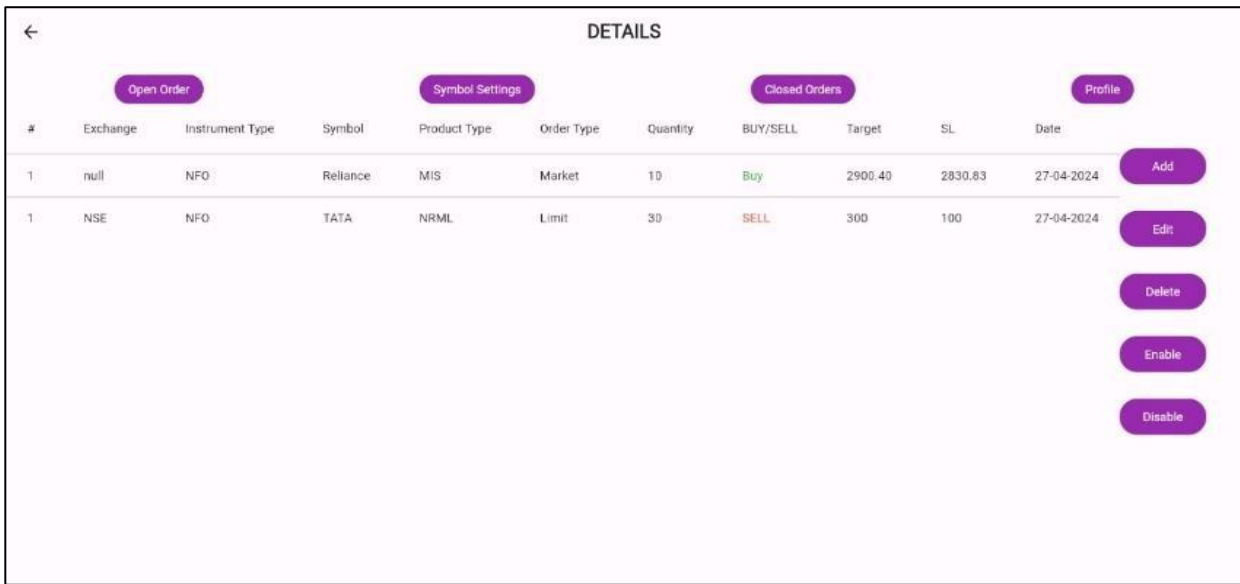 DETAILS
Open Order Symbol Settings Closed Orders Profile
# Exchange Instrument Type Symbol Product Type Order Type Quantity BUY/SELL Target SL Date
Add
1 null NFO Reliance MIS Market 10 Buy 2900.40 2830.83 27-04-2024
1 NSE NFO TATA NRML Limit 30 SELL 300 100 27-04-2024
Edit
Delete
Enable
Disable